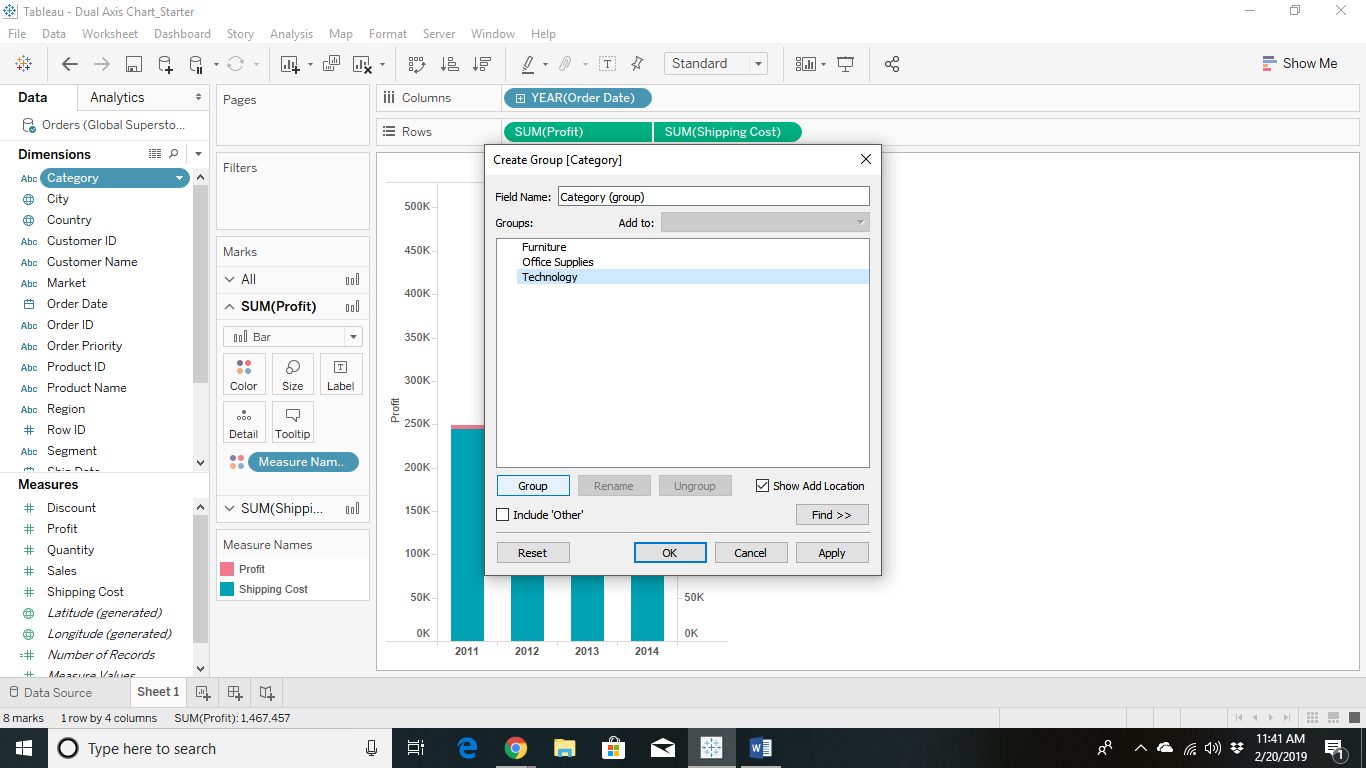 Tableau - Dual Axis Chart_Starter
File Data Worksheet Dashboard Story Analysis Map Format Server Window Help
Standard
Show Me
Data Analytics
Orders (Global Supersto...
Dimensions
Abc Category
City
Country
Abc Customer ID
Abc Customer Name
Abc Market
Order Date
Abc Order ID
Abc Order Priority
Abc Product ID
Abc Product Name
Abc Region
Row ID
Abc Segment
Ship Date
Measures
Discount
Profit
Quantity
Sales
Shipping Cost
Latitude (generated)
Longitude (generated)
Number of Records
Measure Values
Pages
Filters
Marks
All
SUM(Profit)
Bar
Color Size Label
Detail Tooltip
Measure Nam..
SUM(Shippi...
Measure Names
Profit
Shipping Cost
Columns YEAR(Order Date)
Rows SUM(Profit) SUM(Shipping Cost)
Profit
500K
450K
400K
350K
300K
250K
200K
150K
100K
50K 50K
0K 0K
2011 2012 2013 2014
Create Group [Category]
Field Name: Category (group)
Groups: Add to:
Furniture
Office Supplies
Technology
Group Rename Ungroup Show Add Location
Include 'Other' Find >>
Reset OK Cancel Apply
Data Source Sheet 1
8 marks 1 row by 4 columns SUM(Profit): 1,467,457
Type here to search
11:41 AM
2/20/2019
1